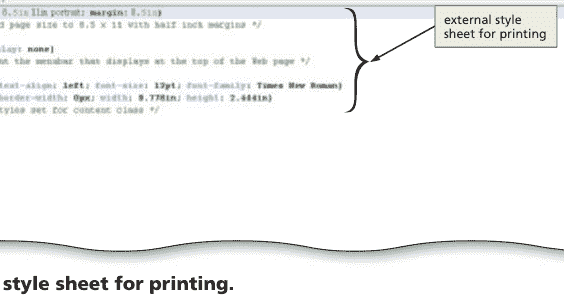 8.5in 11in portrait; margin: 0.5in}
d page size to 8.5 x 11 with half inch margins */
play: none}
nt the menubar that displays at the top of the Web page */
text-align: left; font-size: 12pt; font-family: Times New Roman}
border-width: 0px; width: 9.778in; height: 2.444in}
tyles set for content class */
external style
sheet for printing
style sheet for printing.